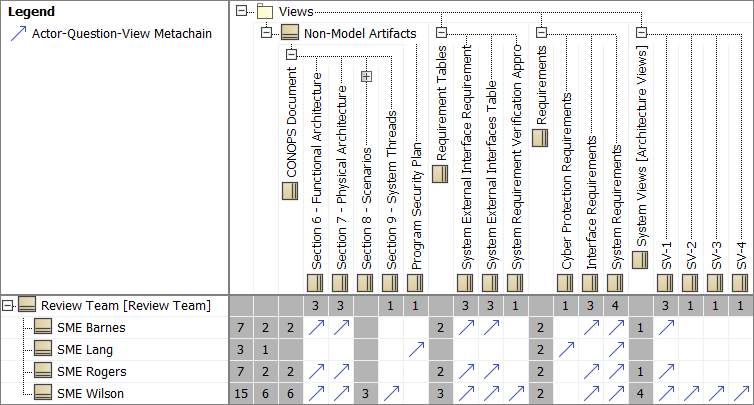 Legend
Actor-Question-View Metachain
Views
Non-Model Artifacts
CONOPS Document
Section 6 - Functional Architecture
Section 7 - Physical Architecture
Section 8 - Scenarios
Section 9 - System Threads
Program Security Plan
Requirement Tables
System External Interface Requirement
System External Interfaces Table
System Requirement Verification Appro
Requirements
Cyber Protection Requirements
Interface Requirements
System Requirements
System Views [Architecture Views]
SV-1
SV-2
SV-3
SV-4
Review Team [Review Team] 3 3 1 1 3 3 1 1 3 4 3 1 1 1
SME Barnes 7 2 2 2 2 1
SME Lang 3 1 2
SME Rogers 7 2 2 2 2 1
SME Wilson 15 6 6 3 3 2 4